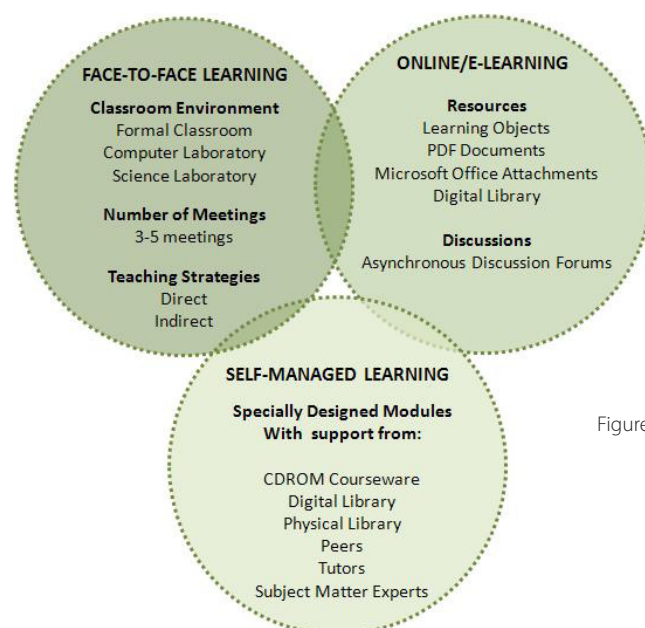 FACE-TO-FACE LEARNING
Classroom Environment
Formal Classroom
Computer Laboratory
Science Laboratory
Number of Meetings
3-5 meetings
Teaching Strategies
Direct
Indirect
ONLINE/E-LEARNING
Resources
Learning Objects
PDF Documents
Microsoft Office Attachments
Digital Library
Discussions
Asynchronous Discussion Forums
SELF-MANAGED LEARNING
Specially Designed Modules
With support from:
CDROM Courseware
Digital Library
Physical Library
Peers
Tutors
Subject Matter Experts
Figure